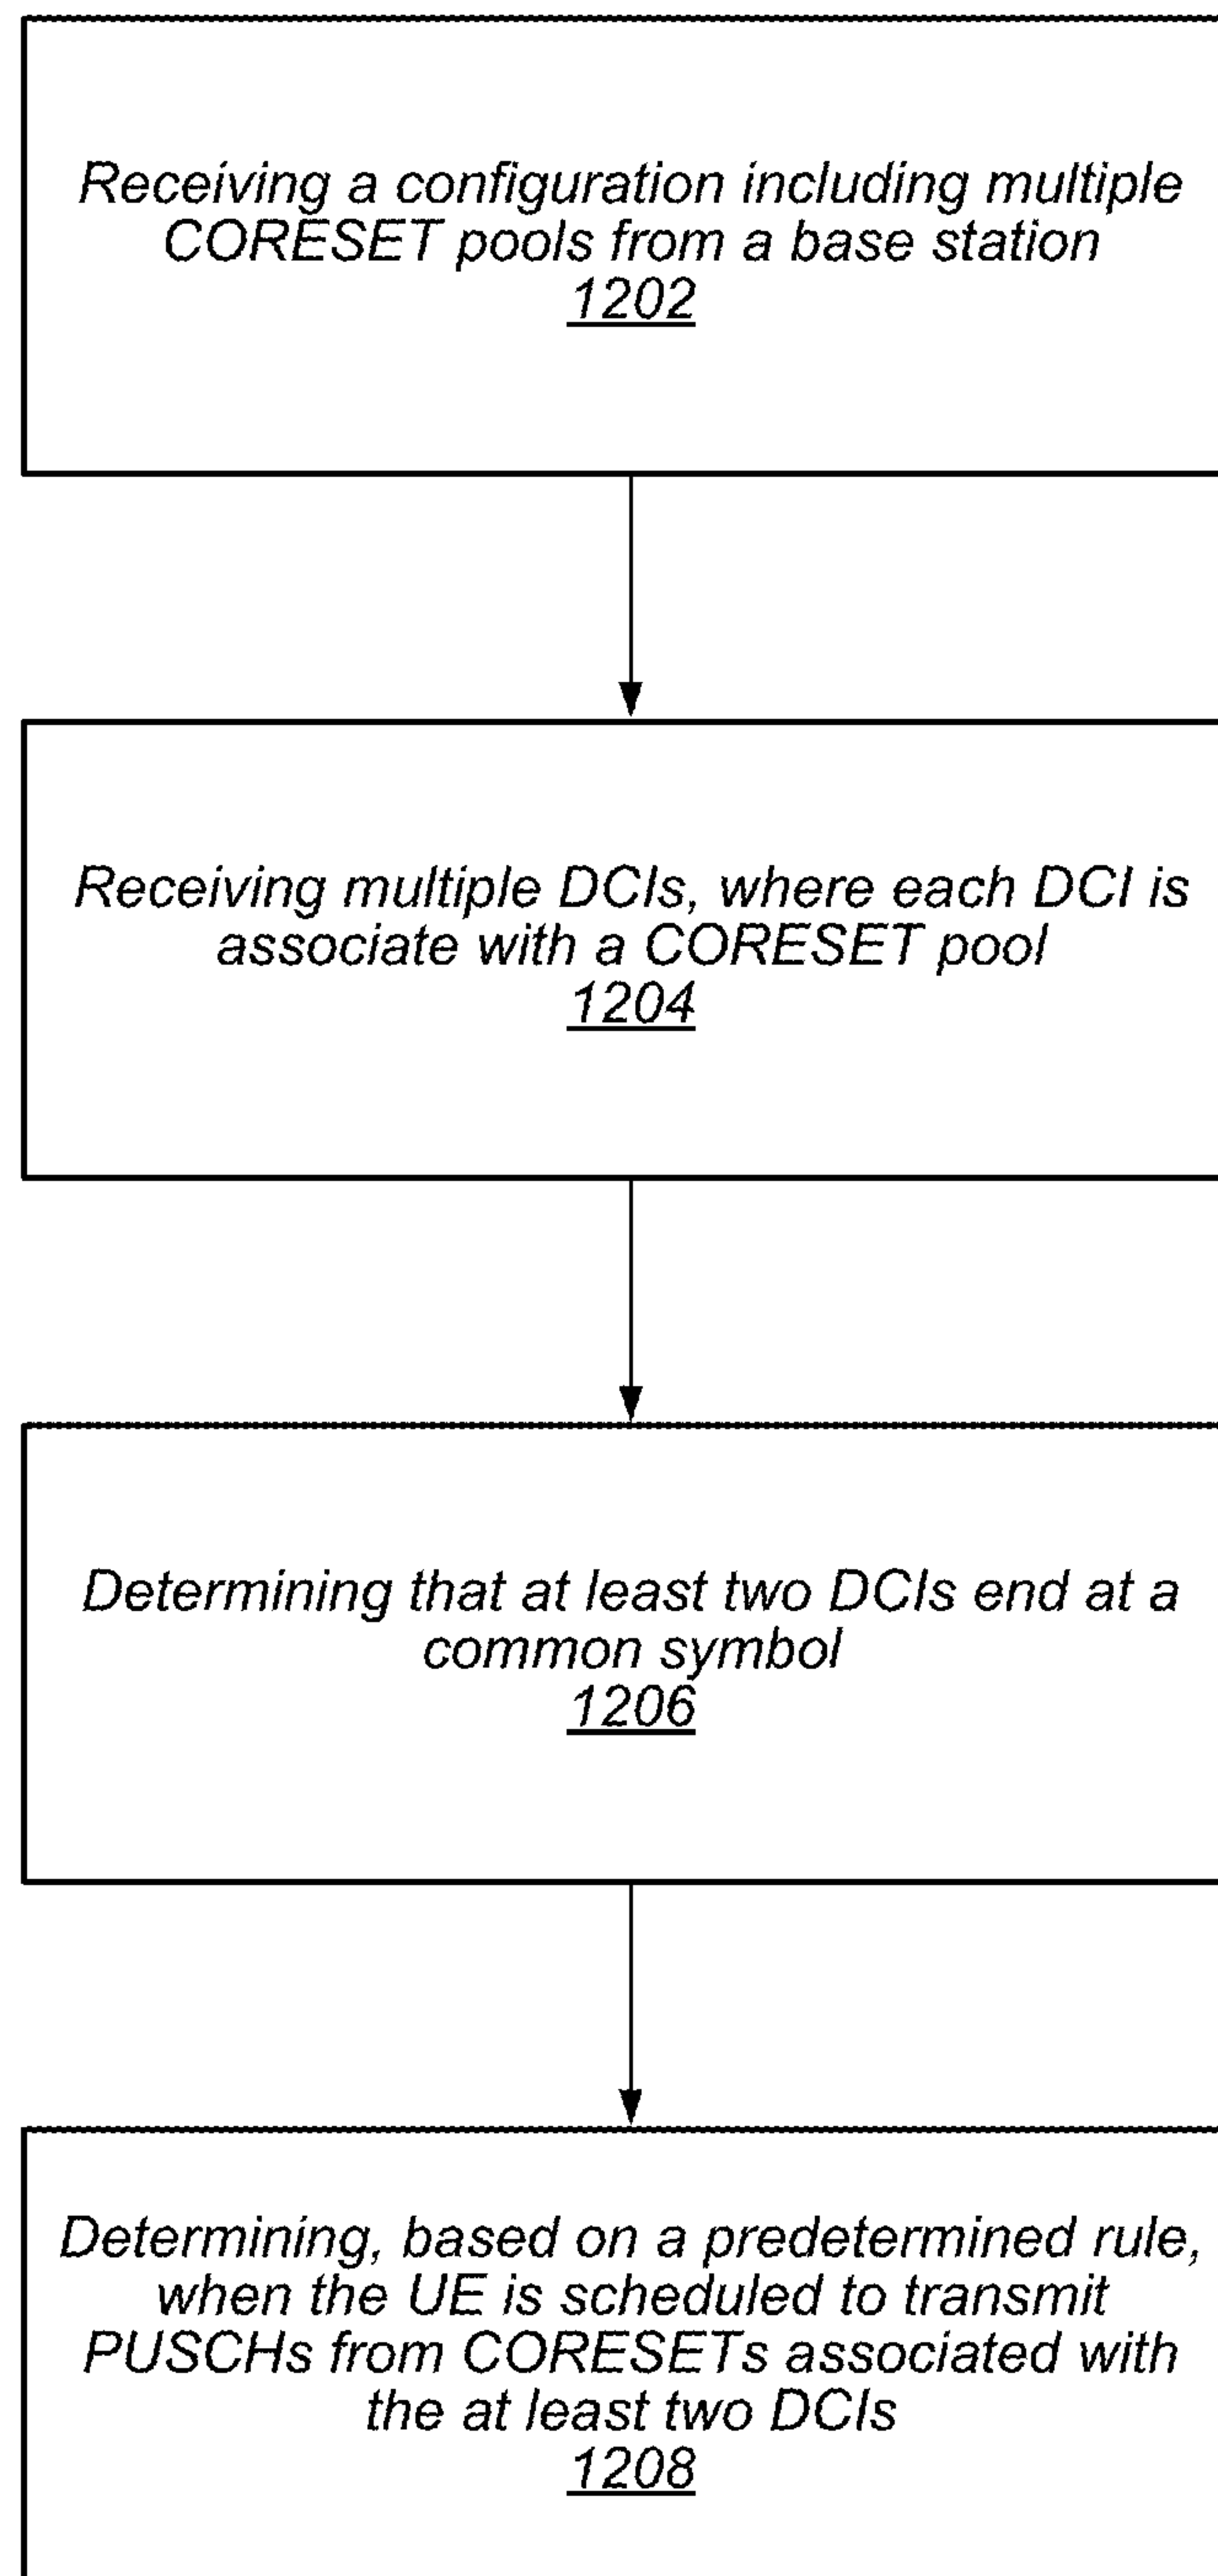 Receiving a configuration including multiple
CORESET pools from a base station
1202
Receiving multiple DCIs, where each DCI is
associate with a CORESET pool
1204
Determining that at least two DCIs end at a
common symbol
1206
Determining, based on a predetermined rule,
when the UE is scheduled to transmit
PUSCHs from CORESETs associated with
the at least two DCIs
1208